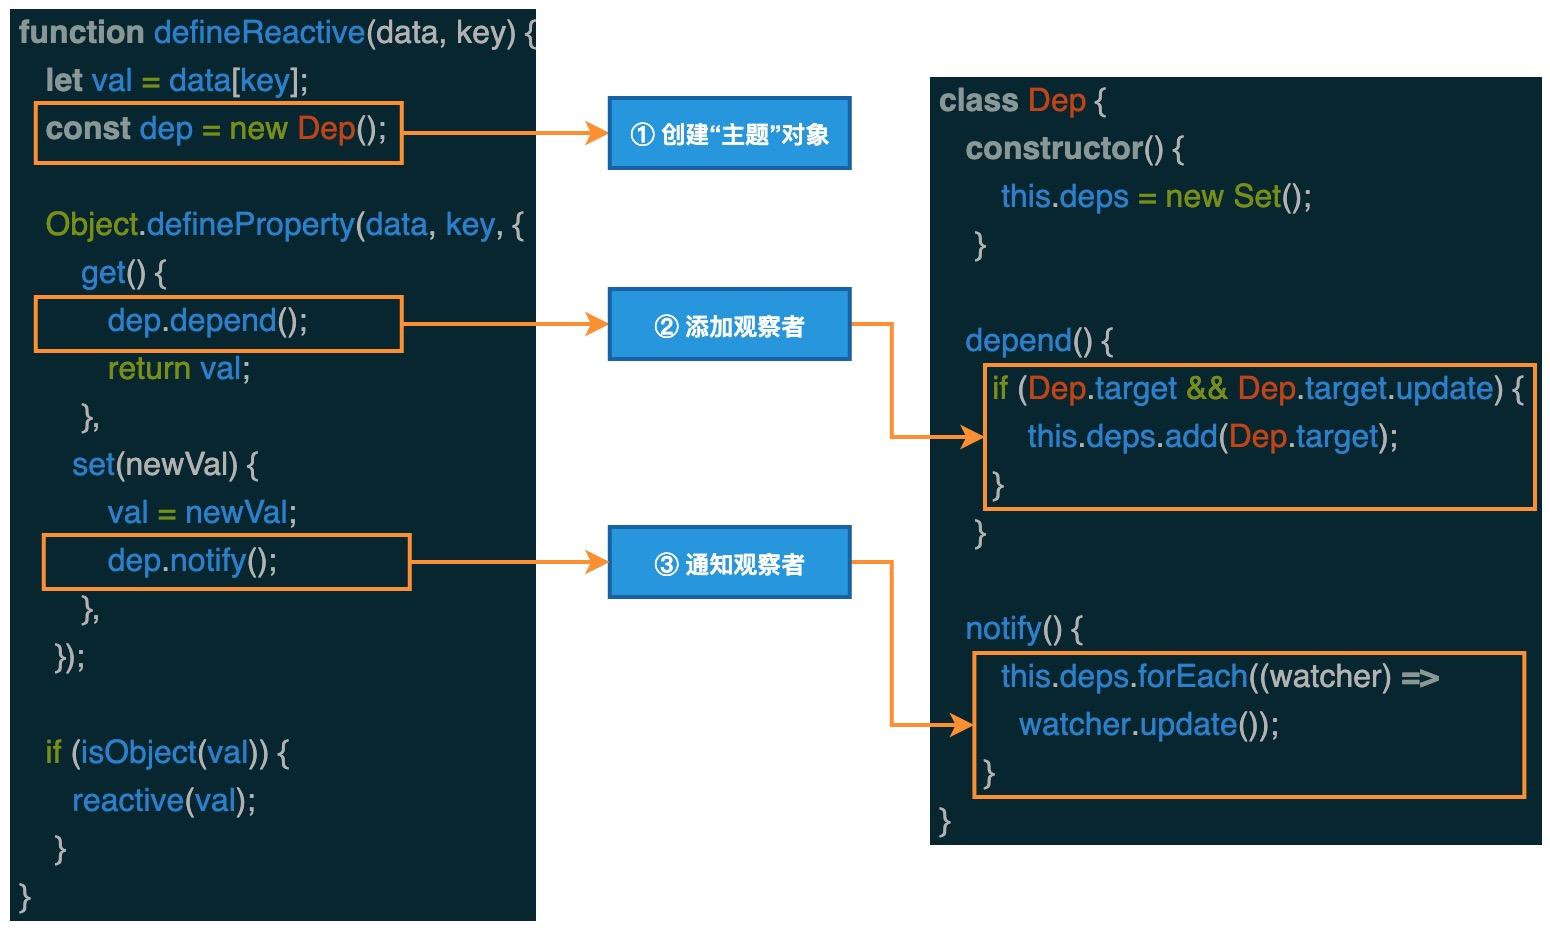 function defineReactive(data, key) {
let val = data[key];
const dep = new Dep();
Object.defineProperty(data, key, {
get() {
dep.depend();
return val;
},
set(newVal) {
val = newVal;
dep.notify();
},
});
if (isObject(val)) {
reactive(val);
}
}
① 创建“主题”对象
② 添加观察者
③ 通知观察者
class Dep {
constructor() {
this.deps = new Set();
}
depend() {
if (Dep.target && Dep.target.update) {
this.deps.add(Dep.target);
}
}
notify() {
this.deps.forEach((watcher) =>
watcher.update());
}
}